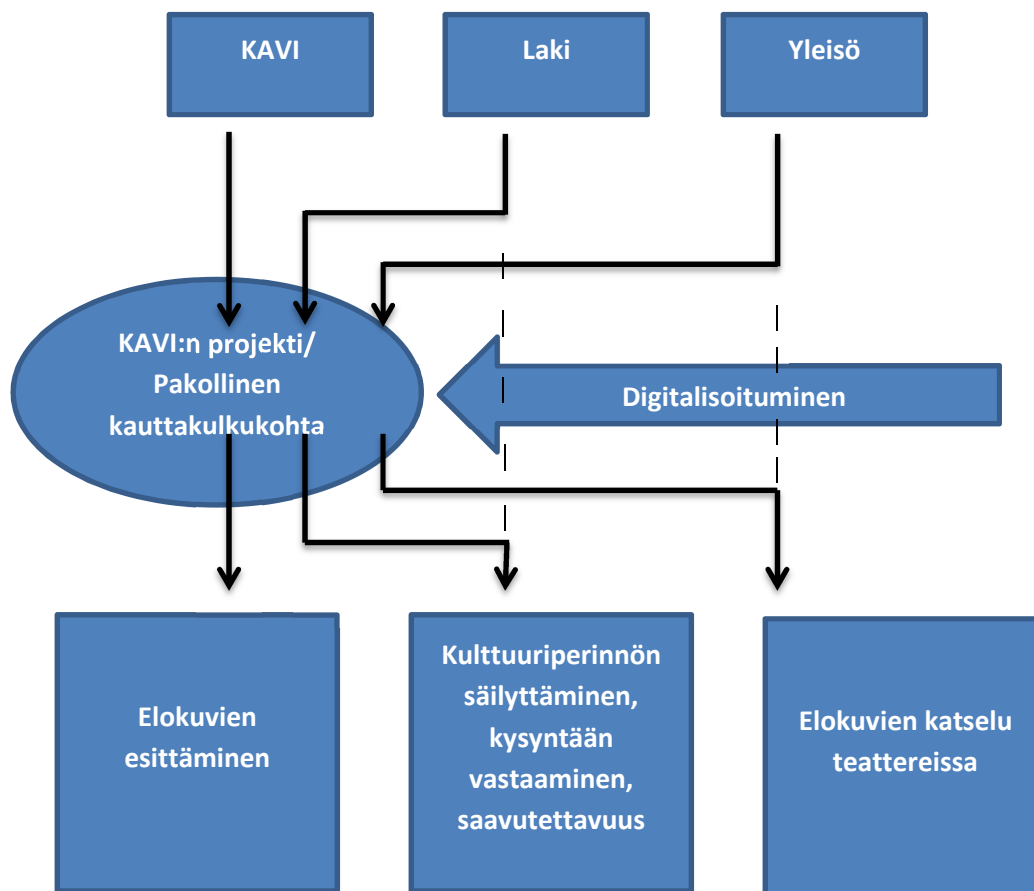 KAVI
Laki
Yleisö
KAVI:n projekti/
Pakollinen
kauttakulkukohta
Digitalisoituminen
Elokuvien
esittäminen
Kulttuuriperinnön
säilyttäminen,
kysyntään
vastaaminen,
saavutettavuus
Elokuvien katselu
teattereissa